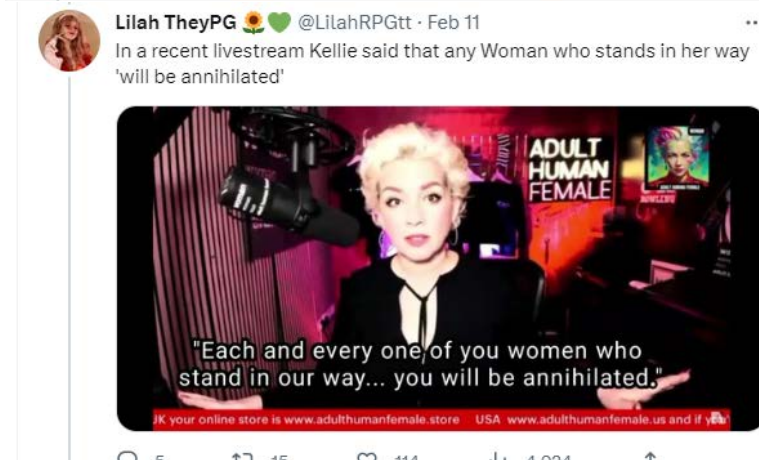 Lilah TheyPG 🌻💚 @LilahRPGtt · Feb 11
In a recent livestream Kellie said that any Woman who stands in her way
'will be annihilated'
ADULT
HUMAN
FEMALE
"Each and every one of you women who
stand in our way... you will be annihilated."
UK your online store is www.adulthumanfemale.store USA www.adulthumanfemale.us and if you